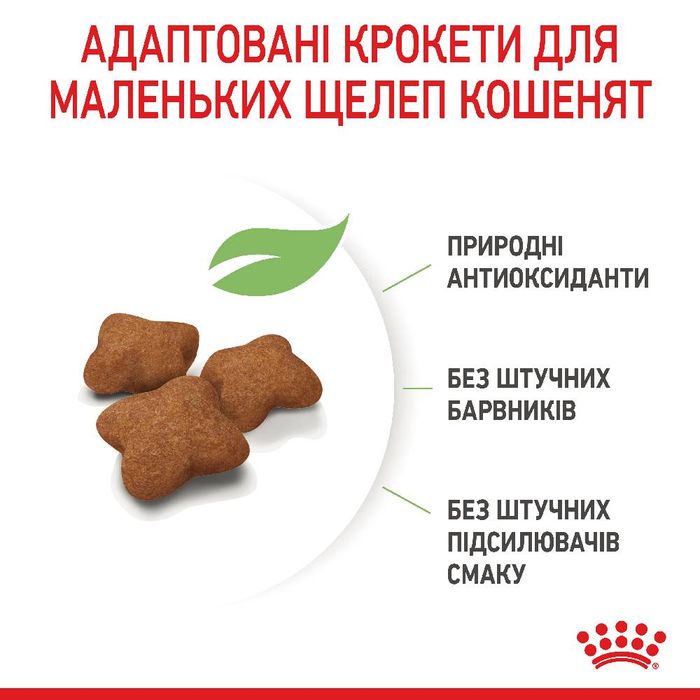 АДАПТОВАНІ КРОКЕТИ ДЛЯ
МАЛЕНЬКИХ ЩЕЛЕП КОШЕНЯТ
ПРИРОДНІ
АНТИОКСИДАНТИ
БЕЗ ШТУЧНИХ
БАРВНИКІВ
БЕЗ ШТУЧНИХ
ПІДСИЛЮВАЧІВ
СМАКУ